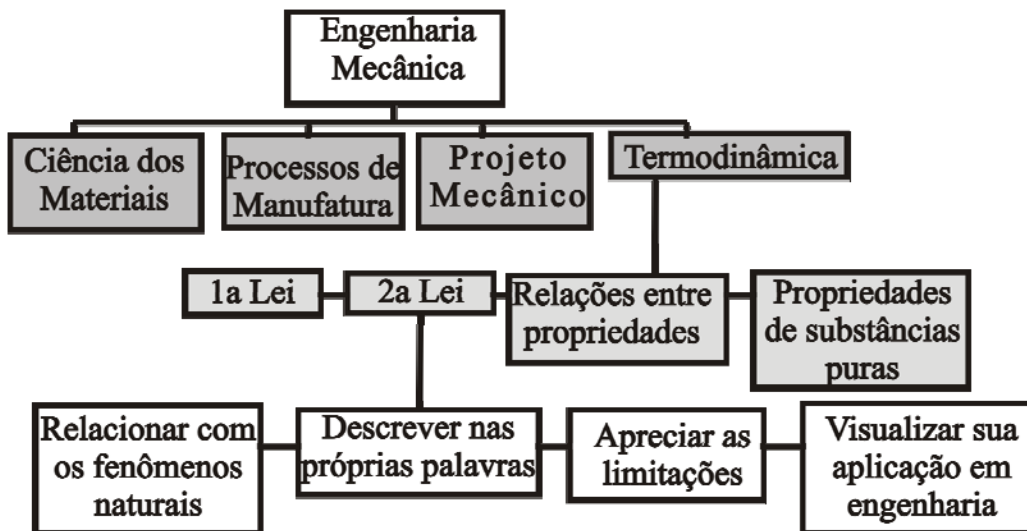 Engenharia
Mecânica
Ciência dos
Materiais
Processos de
Manufatura
Projeto
Mecânico
Termodinâmica
1a Lei
2a Lei
Relações entre
propriedades
Propriedades
de substâncias
puras
Relacionar com
os fenômenos
naturais
Descrever nas
próprias palavras
Apreciar as
limitações
Visualizar sua
aplicação em
engenharia